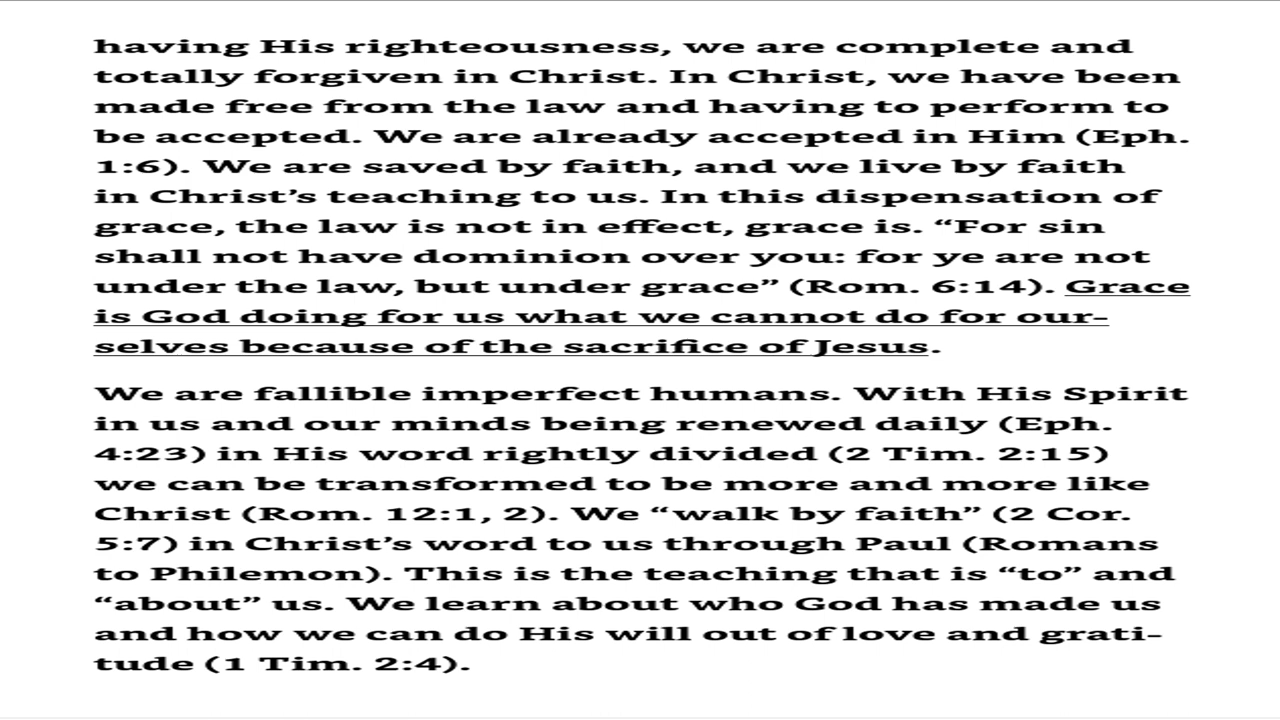 having His righteousness, we are complete and
totally forgiven in Christ. In Christ, we have been
made free from the law and having to perform to
be accepted. We are already accepted in Him (Eph.
1:6). We are saved by faith, and we live by faith
in Christ’s teaching to us. In this dispensation of
grace, the law is not in effect, grace is. “For sin
shall not have dominion over you: for ye are not
under the law, but under grace” (Rom. 6:14). Grace
is God doing for us what we cannot do for our-
selves because of the sacrifice of Jesus.
We are fallible imperfect humans. With His Spirit
in us and our minds being renewed daily (Eph.
4:23) in His word rightly divided (2 Tim. 2:15)
we can be transformed to be more and more like
Christ (Rom. 12:1, 2). We “walk by faith” (2 Cor.
5:7) in Christ’s word to us through Paul (Romans
to Philemon). This is the teaching that is “to” and
“about” us. We learn about who God has made us
and how we can do His will out of love and grati-
tude (1 Tim. 2:4).